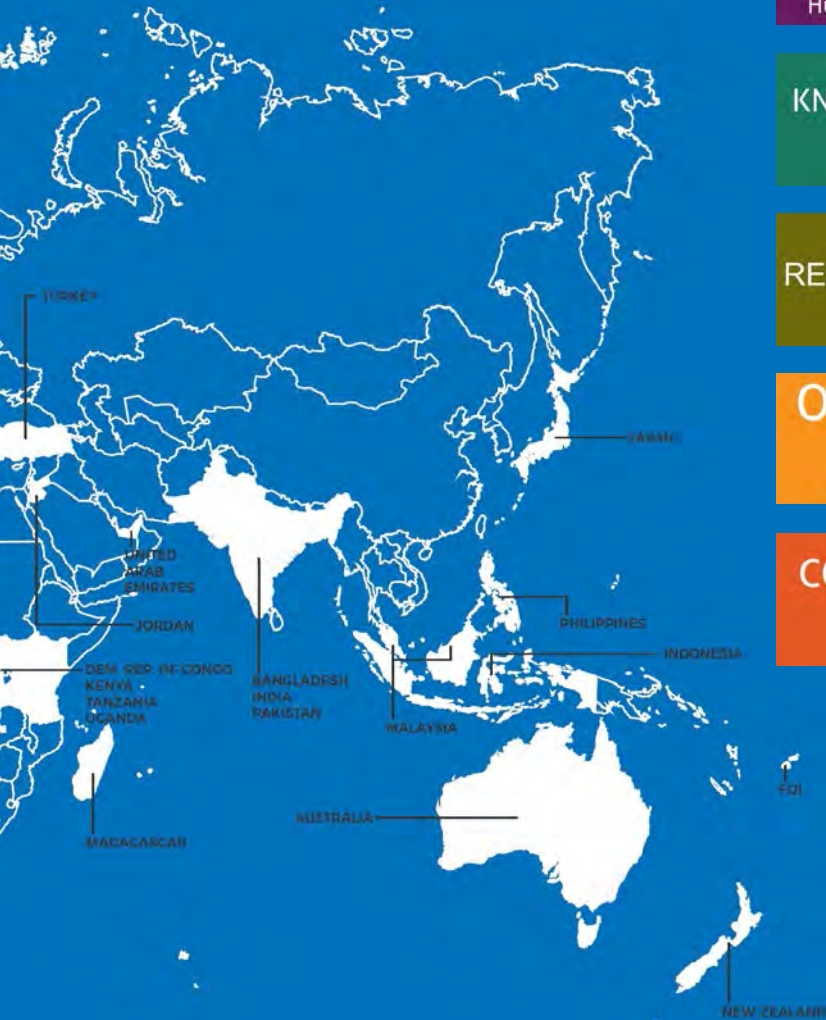 TURKEY
JAPAN
UNITED
ARAB
EMIRATES
JORDAN
PHILIPPINES
INDONESIA
DEM. REP. OF CONGO
KENYA
TANZANIA
UGANDA
BANGLADESH
INDIA
PAKISTAN
MALAYSIA
FIJI
AUSTRALIA
MADAGASCAR
NEW ZEALAND
KN
RE
O